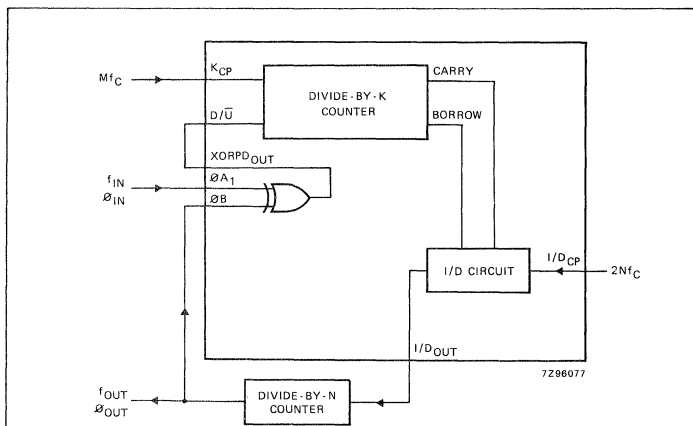 Mf_C
K_CP
DIVIDE-BY-K
COUNTER
CARRY
BORROW
D/Ū
XORPD_OUT
f_IN
Ø_IN
ØA_1
ØB
I/D CIRCUIT
I/D_CP
2Nf_C
I/D_OUT
7Z96077
f_OUT
Ø_OUT
DIVIDE-BY-N
COUNTER